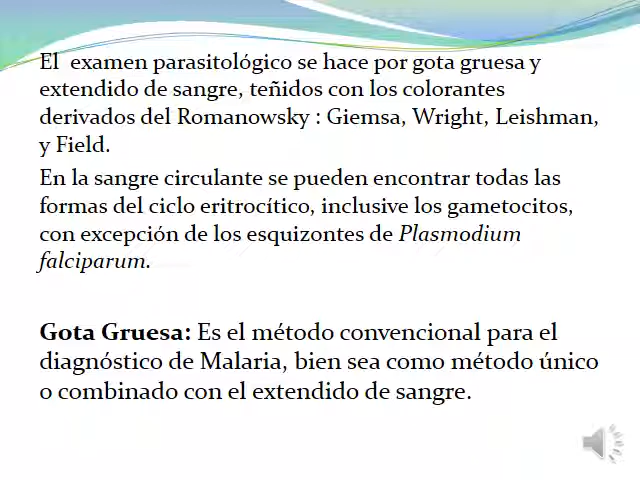 El  examen parasitológico se hace por gota gruesa y
extendido de sangre, teñidos con los colorantes
derivados del Romanowsky : Giemsa, Wright, Leishman,
y Field.
En la sangre circulante se pueden encontrar todas las
formas del ciclo eritrocítico, inclusive los gametocitos,
con excepción de los esquizontes de Plasmodium
falciparum.
Gota Gruesa: Es el método convencional para el
diagnóstico de Malaria, bien sea como método único
o combinado con el extendido de sangre.